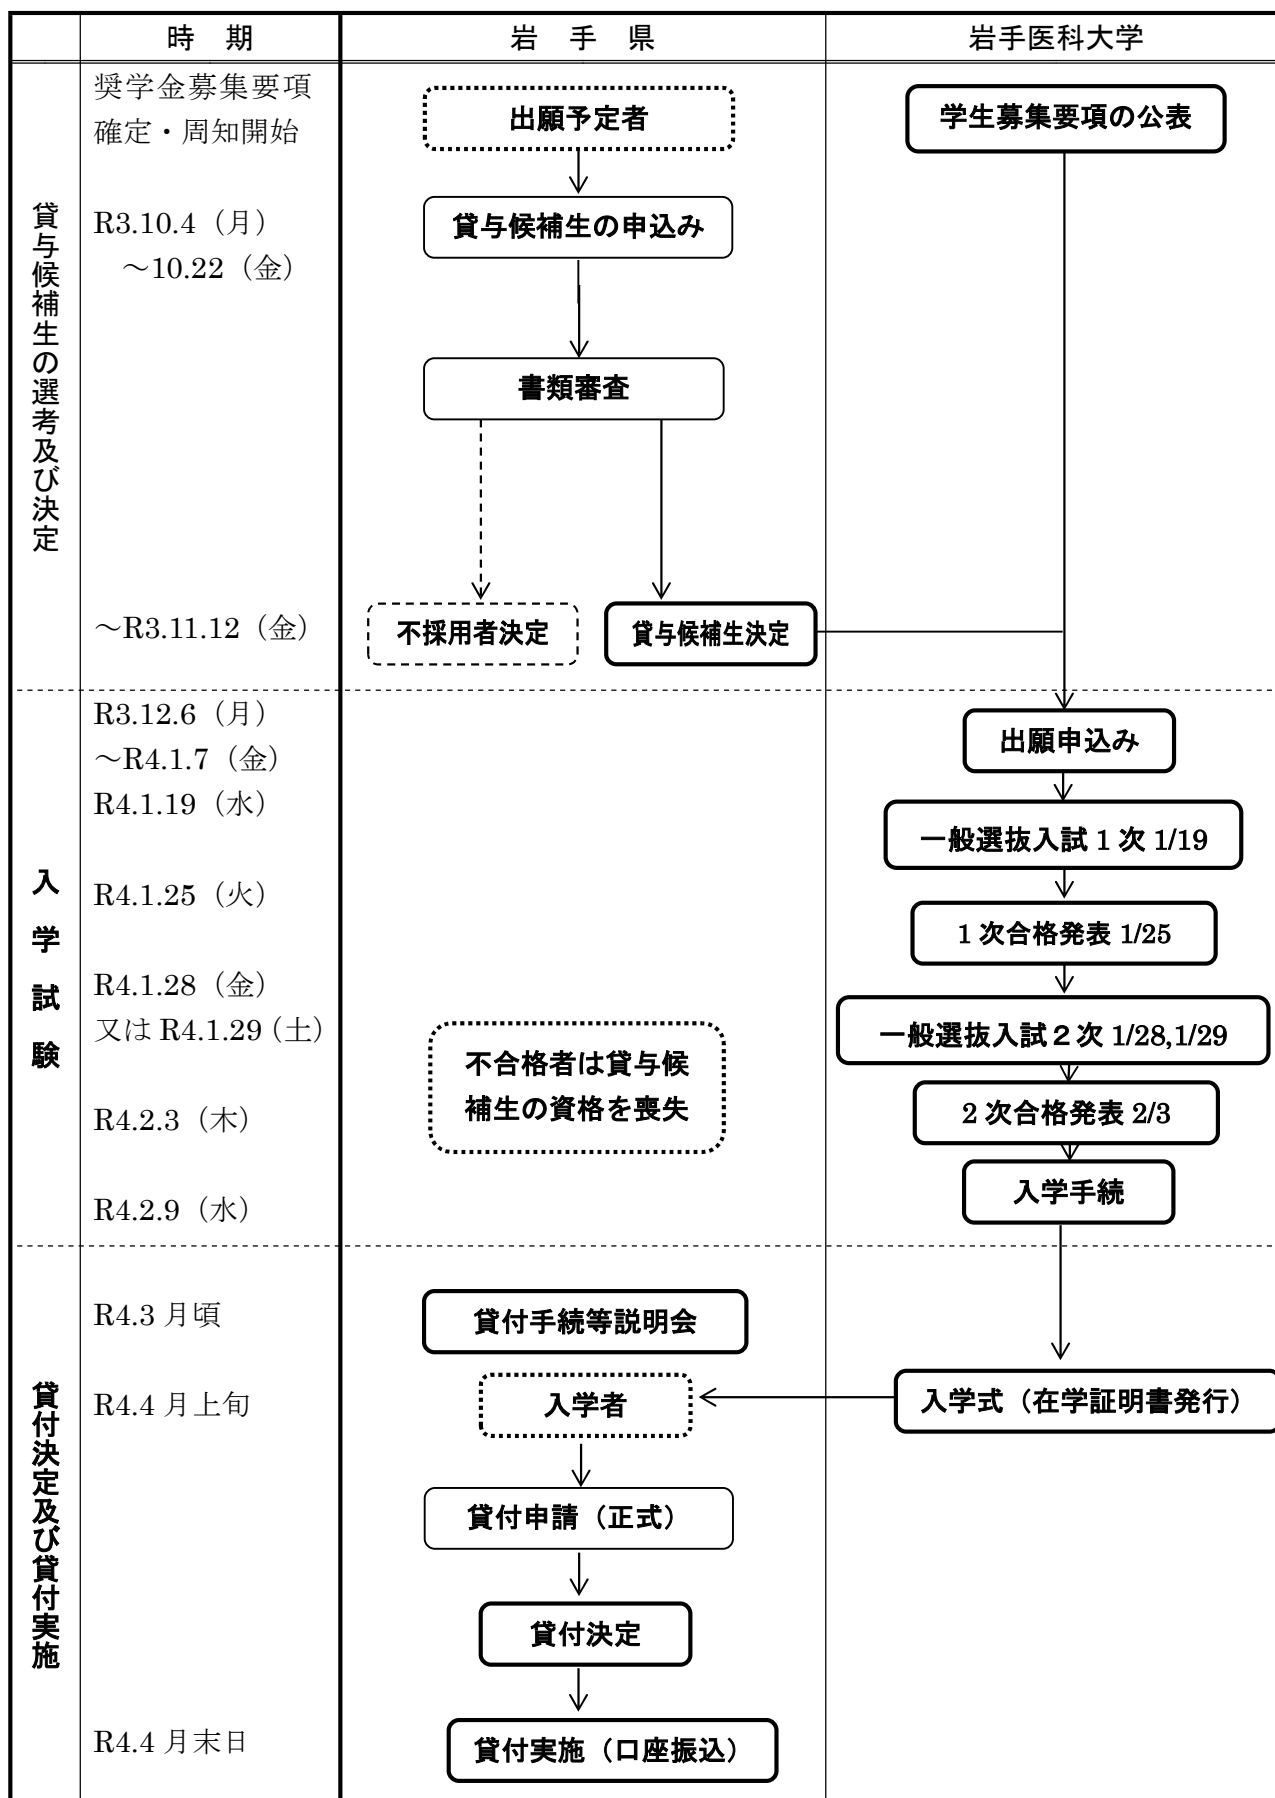 時　期
岩　手　県
岩手医科大学
貸与候補生の選考及び決定
奨学金募集要項
確定・周知開始
出願予定者
学生募集要項の公表
R3.10.4（月）
～10.22（金）
貸与候補生の申込み
書類審査
～R3.11.12（金）
不採用者決定
貸与候補生決定
入学試験
R3.12.6（月）
～R4.1.7（金）
出願申込み
R4.1.19（水）
一般選抜入試 1 次 1/19
R4.1.25（火）
1 次合格発表 1/25
R4.1.28（金）
又は R4.1.29（土）
一般選抜入試２次 1/28,1/29
不合格者は貸与候
補生の資格を喪失
R4.2.3（木）
2 次合格発表 2/3
R4.2.9（水）
入学手続
貸付決定及び貸付実施
R4.3 月頃
貸付手続等説明会
R4.4 月上旬
入学者
入学式（在学証明書発行）
貸付申請（正式）
貸付決定
R4.4 月末日
貸付実施（口座振込）